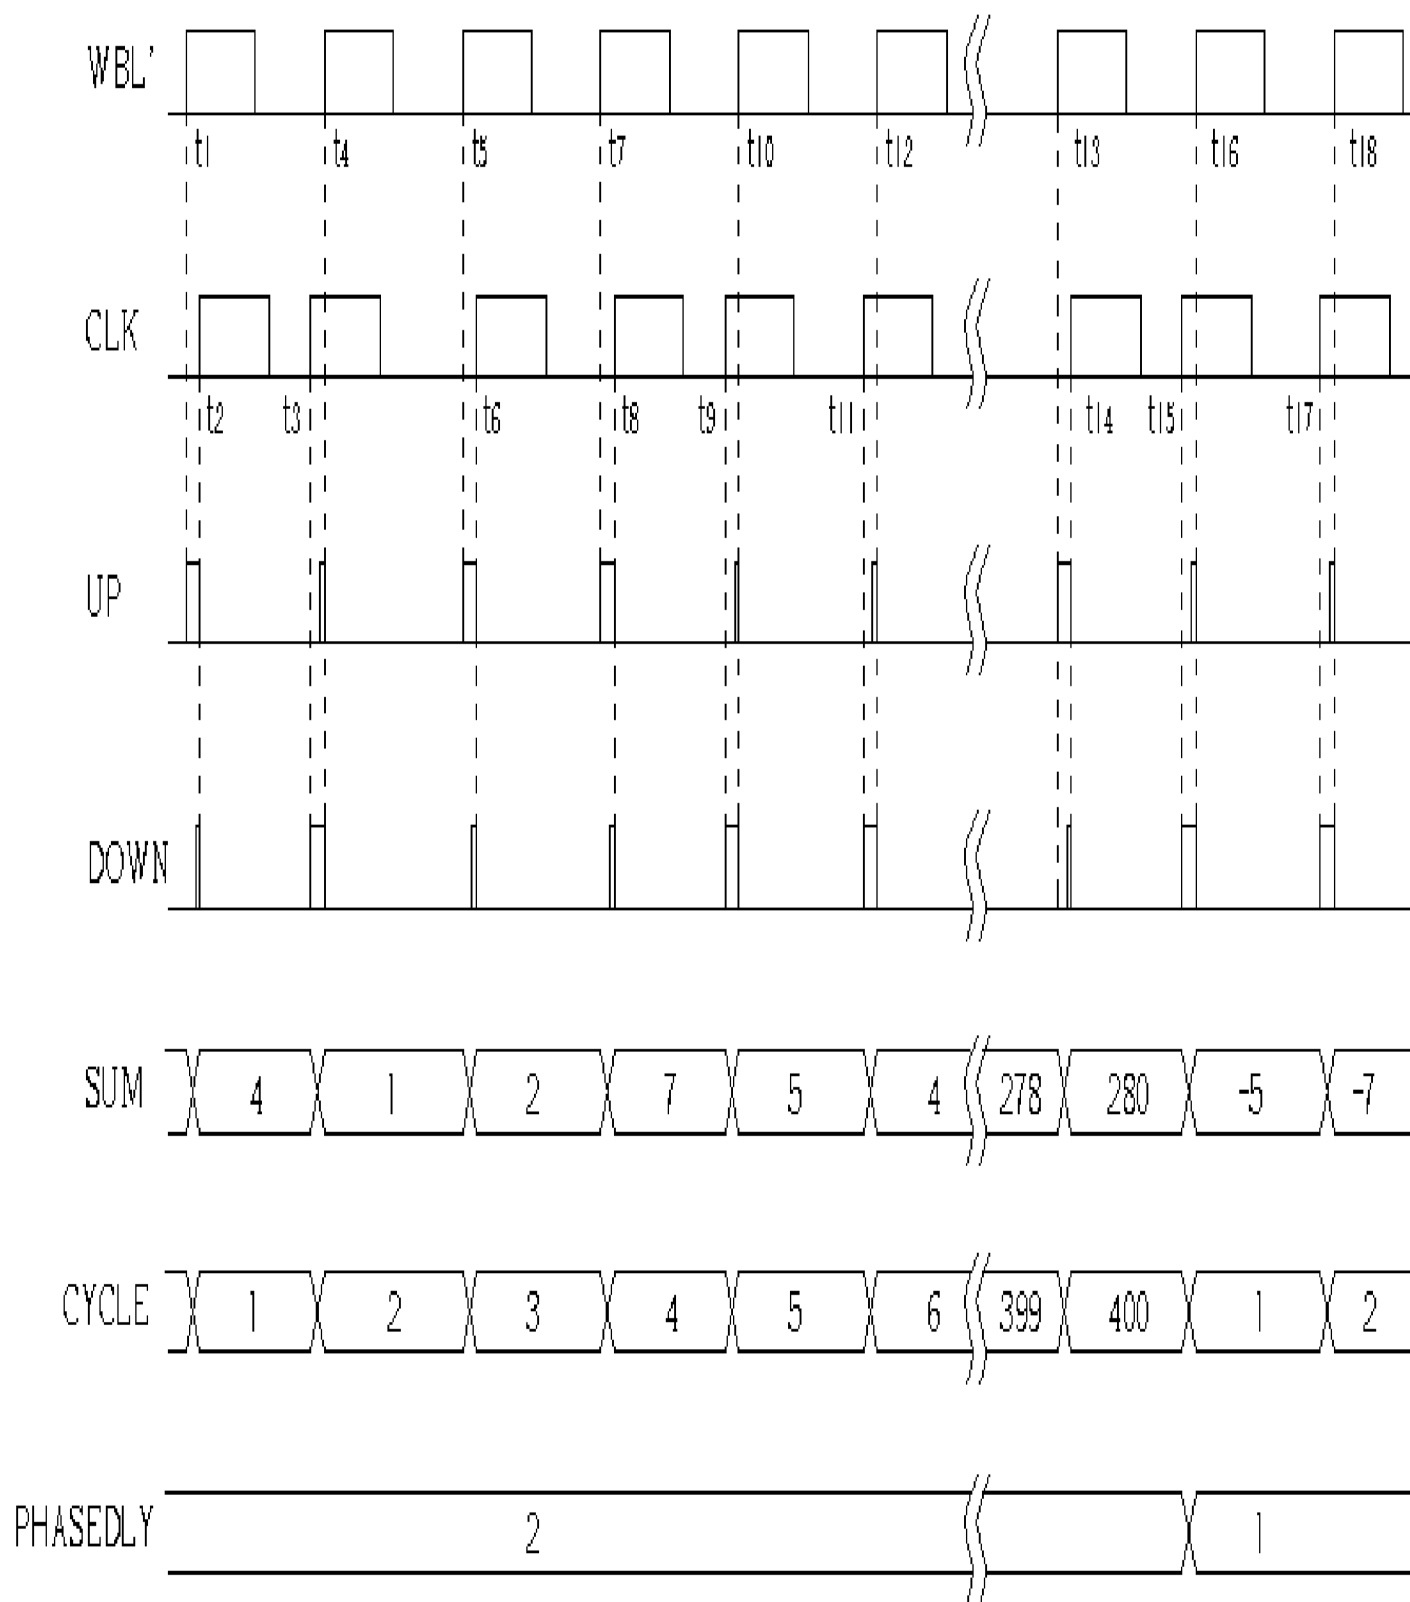 WBL'
t1 t4 t5 t7 t10 t12 t13 t16 t18
CLK
t2 t3 t6 t8 t9 t11 t14 t15 t17
UP
DOWN
SUM 4 1 2 7 5 4 278 280 -5 -7
CYCLE 1 2 3 4 5 6 399 400 1 2
PHASEDLY 2 1